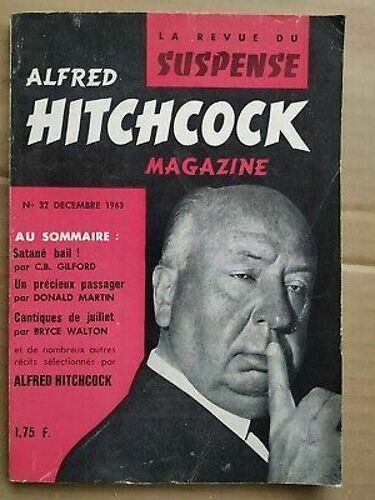 LA REVUE DU
SUSPENSE
ALFRED
HITCHCOCK
MAGAZINE
No 32 DECEMBRE 1963
AU SOMMAIRE :
Satané bail !
par C.B. GILFORD
Un précieux passager
par DONALD MARTIN
Cantiques de juillet
par BRYCE WALTON
et de nombreux autres
récits sélectionnés par
ALFRED HITCHCOCK
1,75 F.